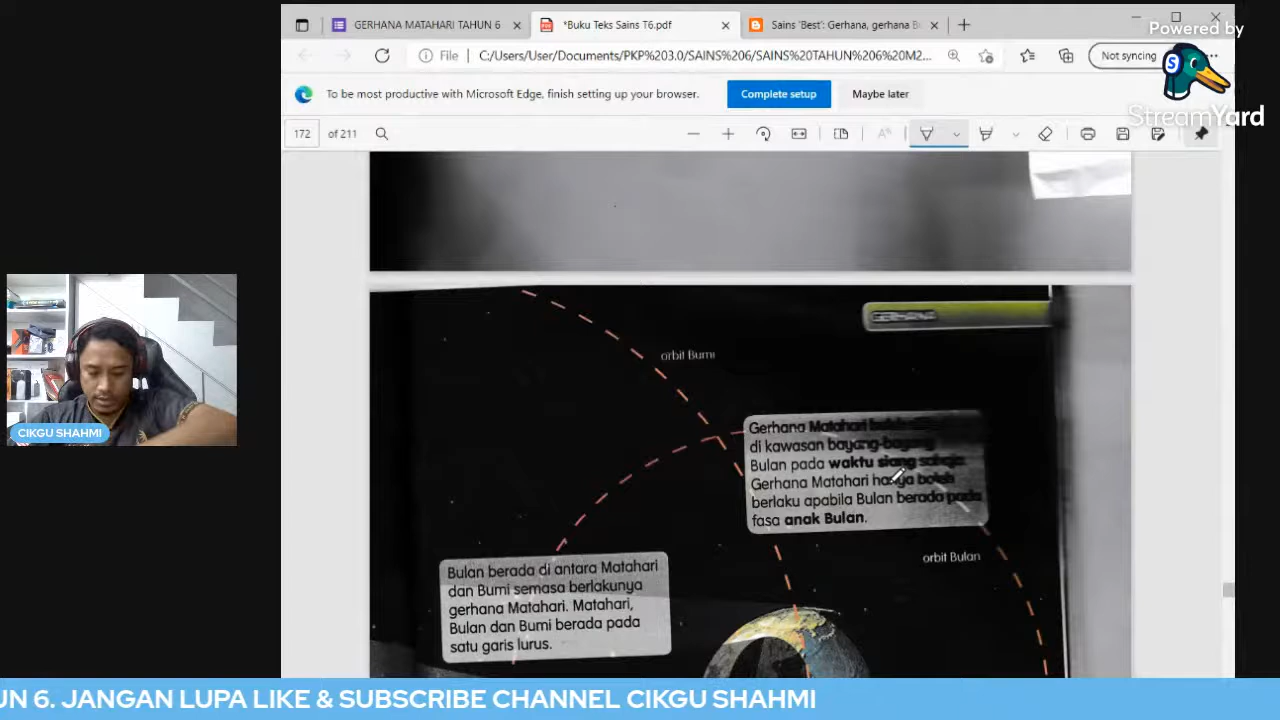 GERHANA MATAHARI TAHUN 6
*Buku Teks Sains T6.pdf
Sains 'Best': Gerhana, gerhana B
Powered by
File
C:/Users/User/Documents/PKP%203.0/SAINS%206/SAINS%20TAHUN%206%20M2...
Not syncing
StreamYard
To be most productive with Microsoft Edge, finish setting up your browser.
Complete setup
Maybe later
172 of 211
GERHANA
orbit Bumi
Gerhana Matahari boleh
di kawasan bayang-bayang
Bulan pada waktu siang sahaja.
Gerhana Matahari hanya boleh
berlaku apabila Bulan berada pada
fasa anak Bulan.
orbit Bulan
Bulan berada di antara Matahari
dan Bumi semasa berlakunya
gerhana Matahari. Matahari,
Bulan dan Bumi berada pada
satu garis lurus.
CIKGU SHAHMI
UN 6. JANGAN LUPA LIKE & SUBSCRIBE CHANNEL CIKGU SHAHMI